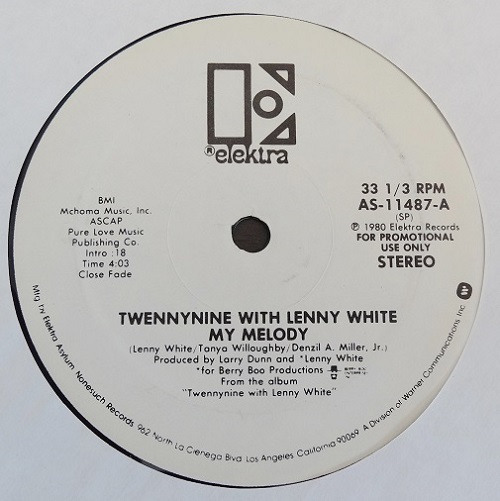 ® elektra
BMI
Mchoma Music, Inc.
ASCAP
Pure Love Music
Publishing Co.
Intro :18
Time 4:03
Close Fade
33 1/3 RPM
AS-11487-A
(SP)
℗ 1980 Elektra Records
FOR PROMOTIONAL
USE ONLY
STEREO
TWENNYNINE WITH LENNY WHITE
MY MELODY
(Lenny White/Tanya Willoughby/Denzil A. Miller, Jr.)
Produced by Larry Dunn and *Lenny White
*for Berry Boo Productions
From the album
"Twennynine with Lenny White"
Mfg. by Elektra Asylum Nonesuch Records 962 North La Cienega Blvd. Los Angeles California 90069 A Division of Warner Communications Inc.